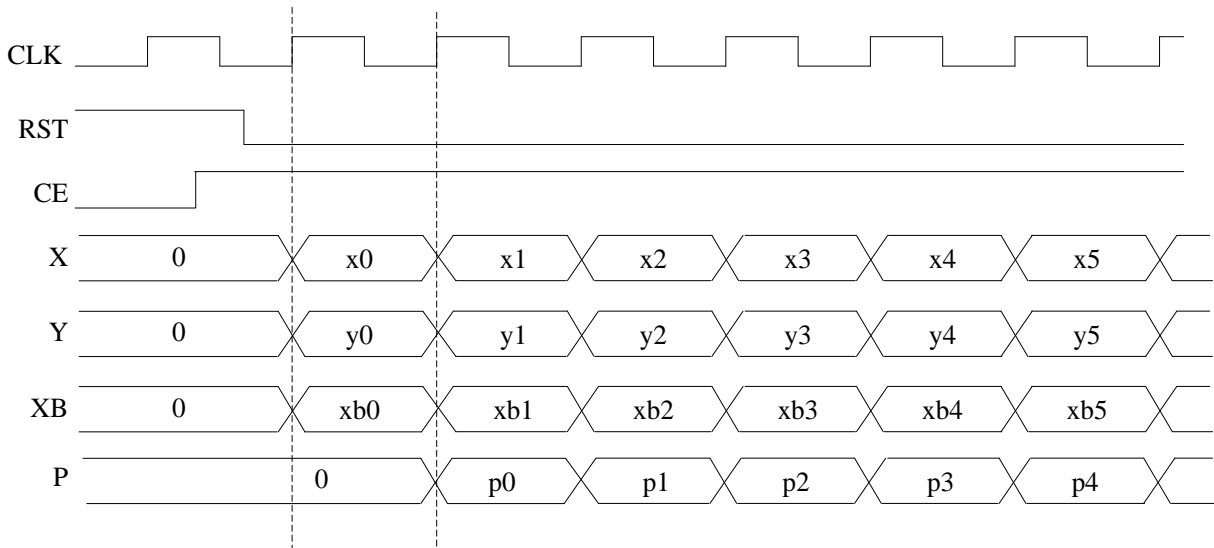 CLK
RST
CE
X 0 x0 x1 x2 x3 x4 x5
Y 0 y0 y1 y2 y3 y4 y5
XB 0 xb0 xb1 xb2 xb3 xb4 xb5
P 0 p0 p1 p2 p3 p4